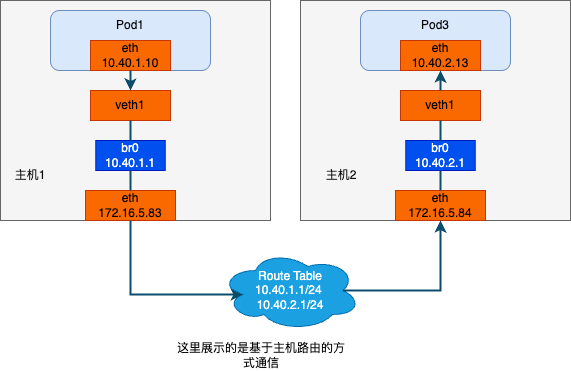 Pod1
eth
10.40.1.10
veth1
br0
10.40.1.1
主机1
eth
172.16.5.83
Pod3
eth
10.40.2.13
veth1
br0
10.40.2.1
主机2
eth
172.16.5.84
Route Table
10.40.1.1/24
10.40.2.1/24
这里展示的是基于主机路由的方
式通信